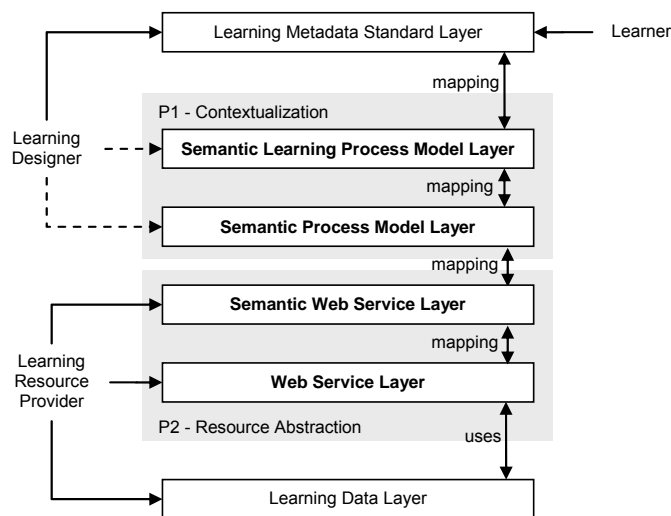 Learning Metadata Standard Layer
Learner
mapping
P1 - Contextualization
Learning
Designer
Semantic Learning Process Model Layer
mapping
Semantic Process Model Layer
mapping
Semantic Web Service Layer
mapping
Learning
Resource
Provider
Web Service Layer
P2 - Resource Abstraction
uses
Learning Data Layer